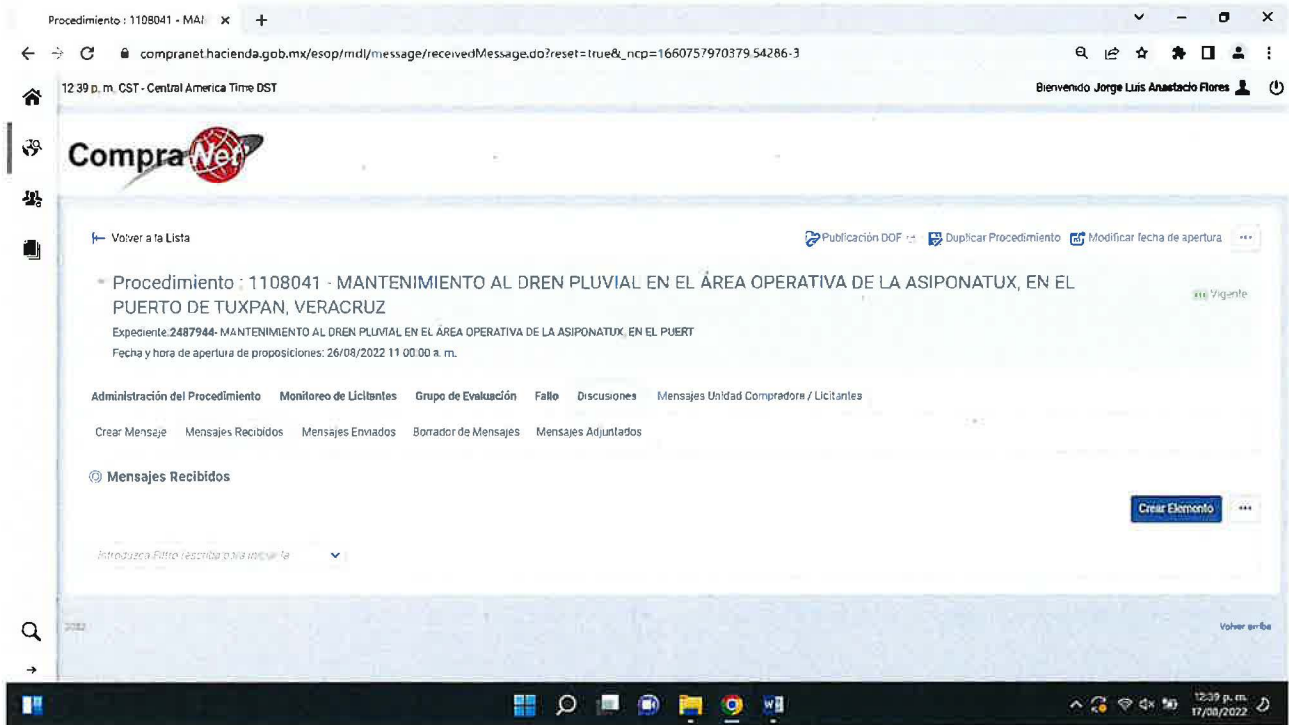 Procedimiento : 1108041 - MAI
compranet.hacienda.gob.mx/esop/mdl/message/receivedMessage.do?reset=true&_ncp=1660757970379.54286-3
12:39 p. m. CST - Central America Time DST
Bienvenido Jorge Luis Anastacio Flores
CompraNet
Volver a la Lista
Publicación DOF
Duplicar Procedimiento
Modificar fecha de apertura
Procedimiento : 1108041 - MANTENIMIENTO AL DREN PLUVIAL EN EL ÁREA OPERATIVA DE LA ASIPONATUX, EN EL
PUERTO DE TUXPAN, VERACRUZ
Vigente
Expediente:2487944- MANTENIMIENTO AL DREN PLUVIAL EN EL ÁREA OPERATIVA DE LA ASIPONATUX, EN EL PUERT
Fecha y hora de apertura de proposiciones: 26/08/2022 11:00:00 a. m.
Administración del Procedimiento Monitoreo de Licitantes Grupo de Evaluación Fallo Discusiones Mensajes Unidad Compradora / Licitantes
Crear Mensaje Mensajes Recibidos Mensajes Enviados Borrador de Mensajes Mensajes Adjuntados
Mensajes Recibidos
Crear Elemento
Introduzca Filtro (escriba para iniciar la
Volver arriba
12:39 p. m.
17/08/2022